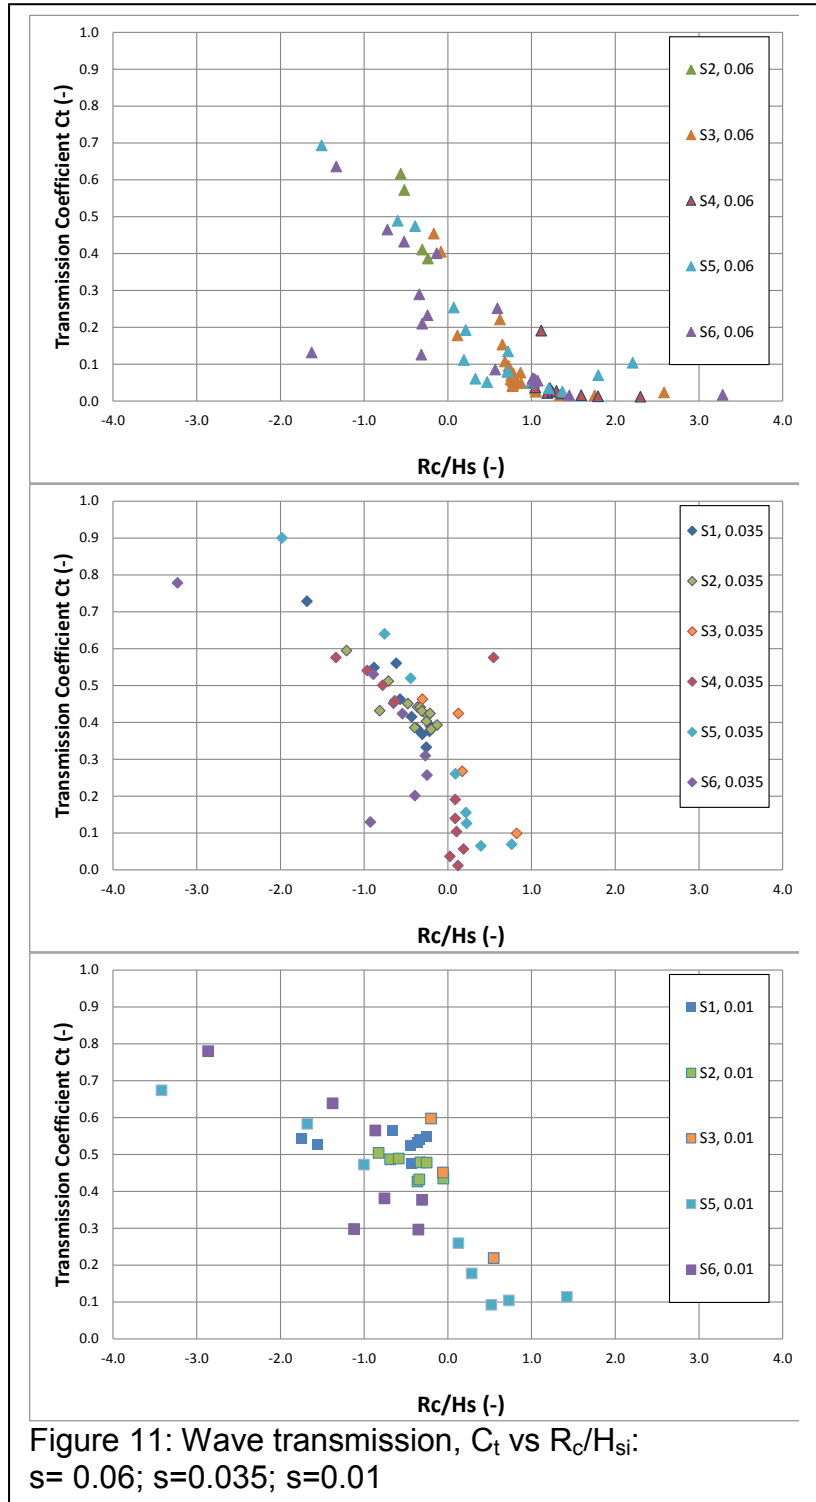 1.0
0.9
0.8
0.7
0.6
0.5
0.4
0.3
0.2
0.1
0.0
Transmission Coefficient Ct (-)
-4.0 -3.0 -2.0 -1.0 0.0 1.0 2.0 3.0 4.0
Rc/Hs (-)
S2, 0.06
S3, 0.06
S4, 0.06
S5, 0.06
S6, 0.06
1.0
0.9
0.8
0.7
0.6
0.5
0.4
0.3
0.2
0.1
0.0
Transmission Coefficient Ct (-)
-4.0 -3.0 -2.0 -1.0 0.0 1.0 2.0 3.0 4.0
Rc/Hs (-)
S1, 0.035
S2, 0.035
S3, 0.035
S4, 0.035
S5, 0.035
S6, 0.035
1.0
0.9
0.8
0.7
0.6
0.5
0.4
0.3
0.2
0.1
0.0
Transmission Coefficient Ct (-)
-4.0 -3.0 -2.0 -1.0 0.0 1.0 2.0 3.0 4.0
Rc/Hs (-)
S1, 0.01
S2, 0.01
S3, 0.01
S5, 0.01
S6, 0.01
Figure 11: Wave transmission, Ct vs Rc/Hsi:
s= 0.06; s=0.035; s=0.01